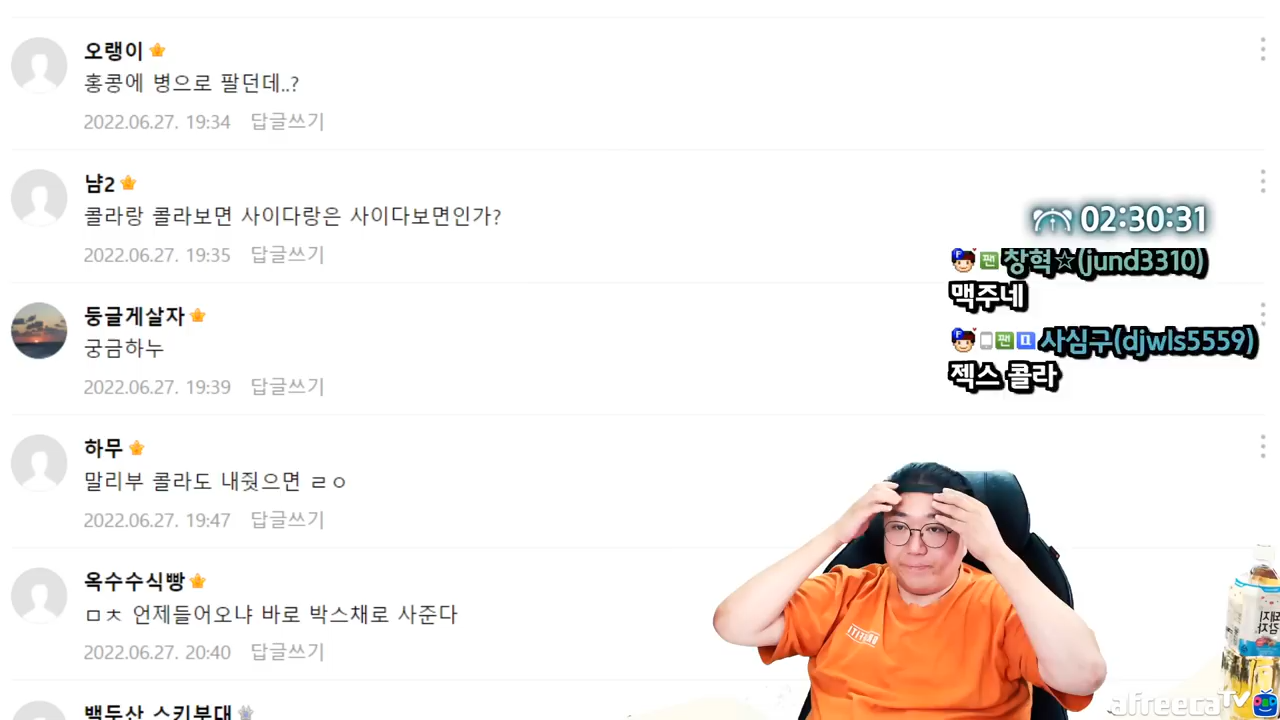 오랭이
홍콩에 병으로 팔던데..?
2022.06.27. 19:34 답글쓰기
냠2
콜라랑 콜라보면 사이다랑은 사이다보면인가?
2022.06.27. 19:35 답글쓰기
02:30:31
F 짼 창혁☆(jund3310)
맥주네
F 짼 사심구(djwls5559)
젝스 콜라
둥글게살자
궁금하누
2022.06.27. 19:39 답글쓰기
하무
말리부 콜라도 내줫으면 ㄹㅇ
2022.06.27. 19:47 답글쓰기
옥수수식빵
ㅁㅊ 언제들어오냐 바로 박스채로 사준다
2022.06.27. 20:40 답글쓰기
백두산 스키부대
afreecaTV